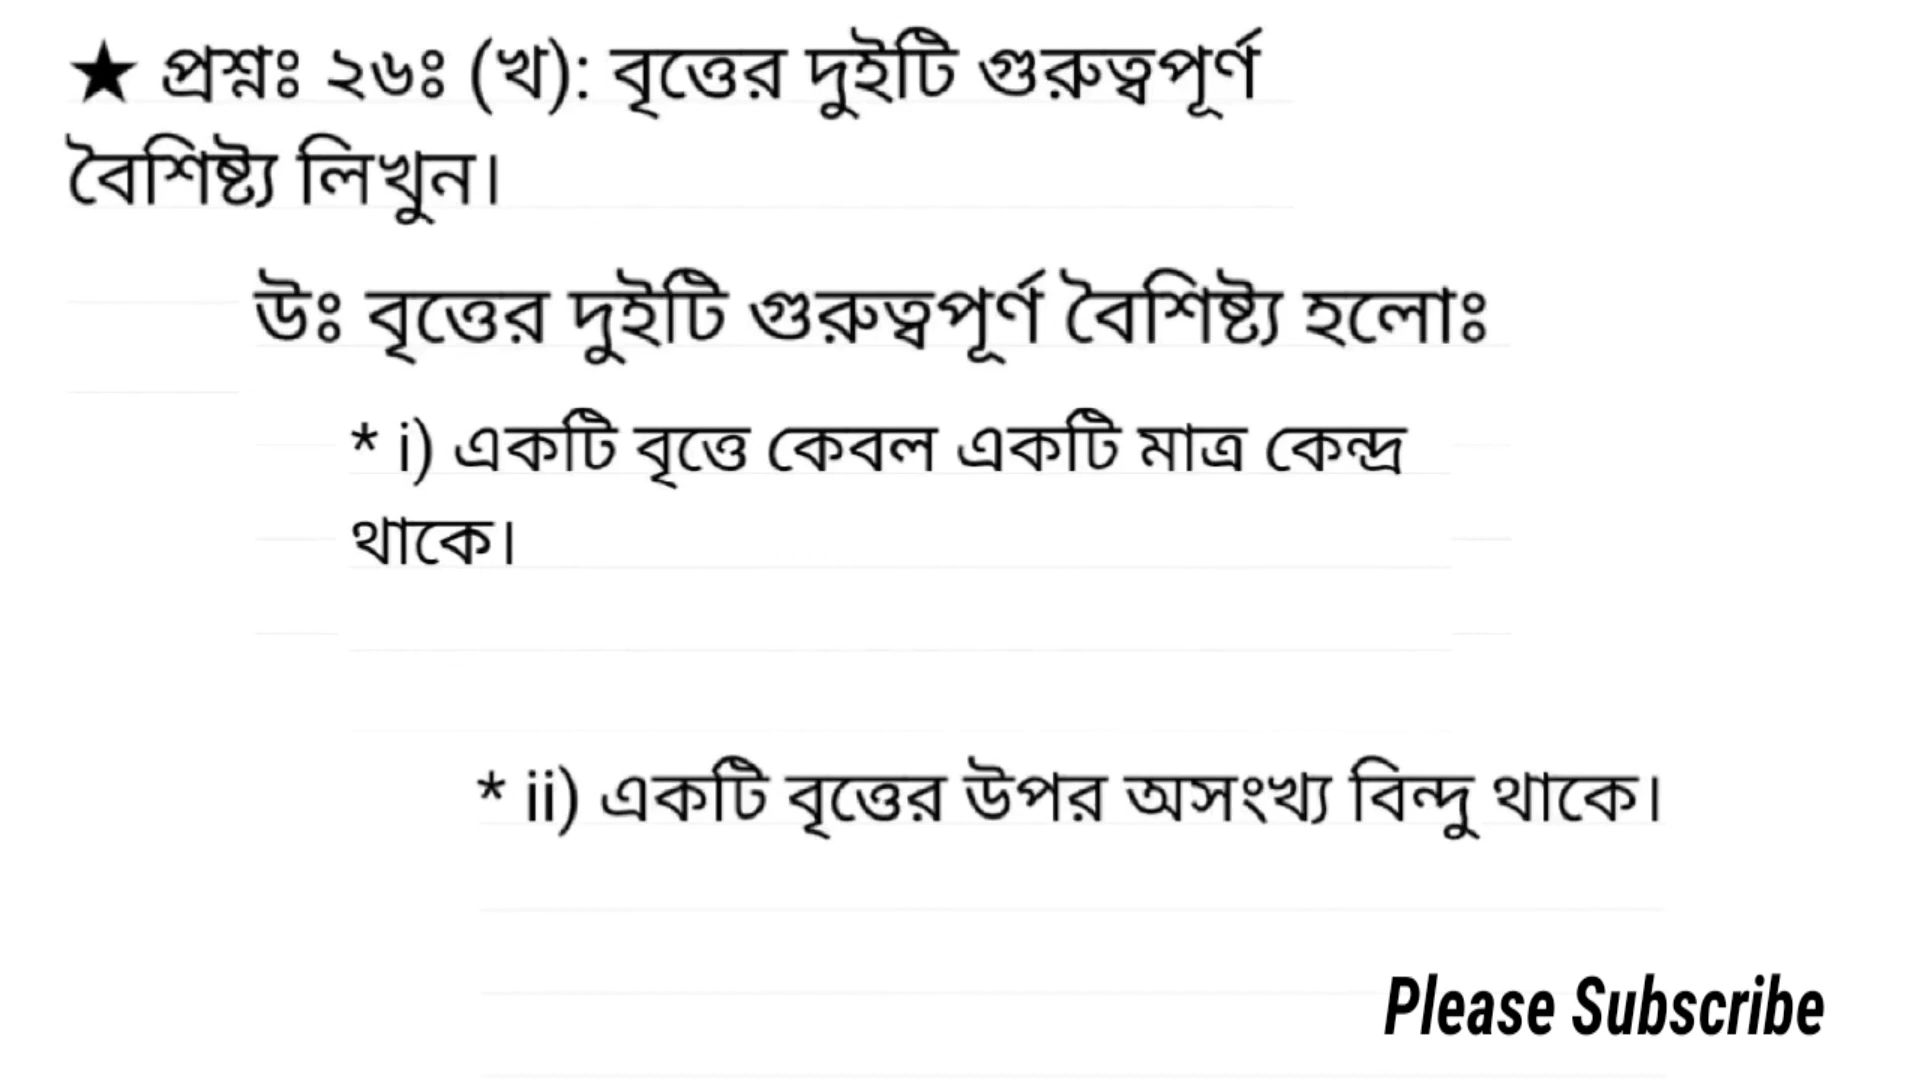 ★ প্রশ্নঃ ২৬ঃ (খ): বৃত্তের দুইটি গুরুত্বপূর্ণ
বৈশিষ্ট্য লিখুন।
উঃ বৃত্তের দুইটি গুরুত্বপূর্ণ বৈশিষ্ট্য হলোঃ
* i) একটি বৃত্তে কেবল একটি মাত্র কেন্দ্র
থাকে।
* ii) একটি বৃত্তের উপর অসংখ্য বিন্দু থাকে।
Please Subscribe